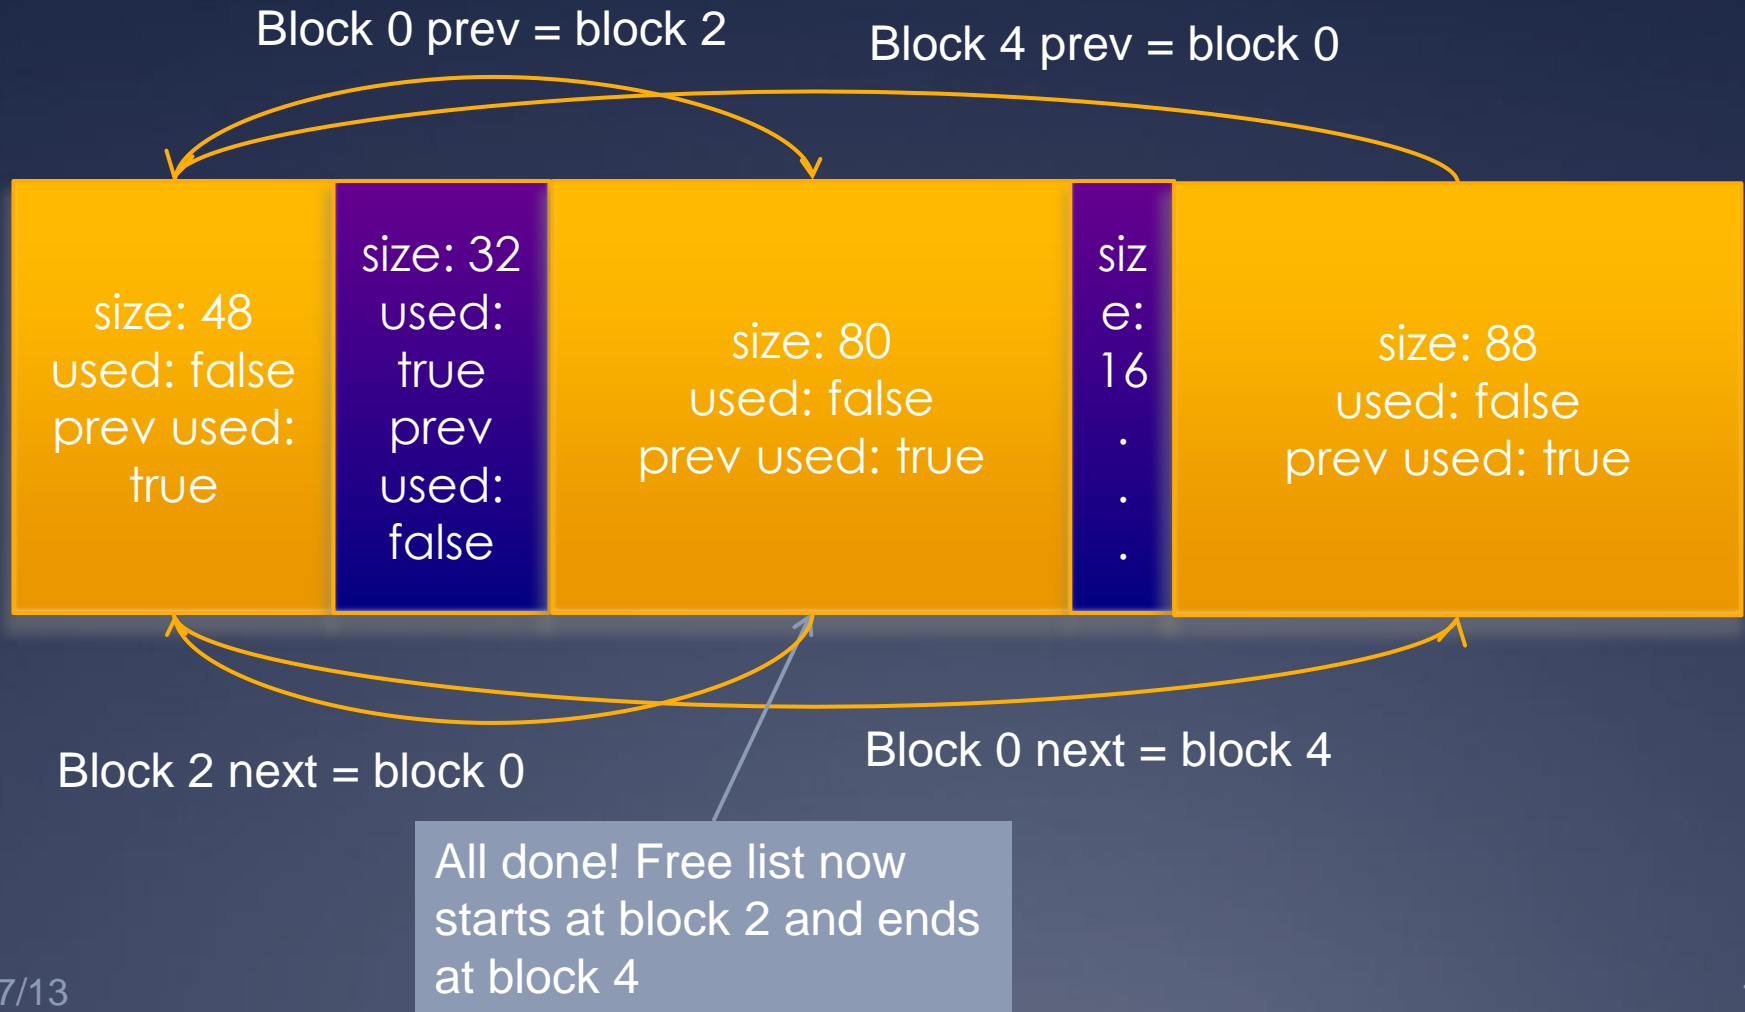 Block 0 prev = block 2
Block 4 prev = block 0
size: 48
used: false
prev used:
true
size: 32
used:
true
prev
used:
false
size: 80
used: false
prev used: true
siz
e:
16
.
.
.
size: 88
used: false
prev used: true
Block 2 next = block 0
Block 0 next = block 4
All done! Free list now
starts at block 2 and ends
at block 4
7/13